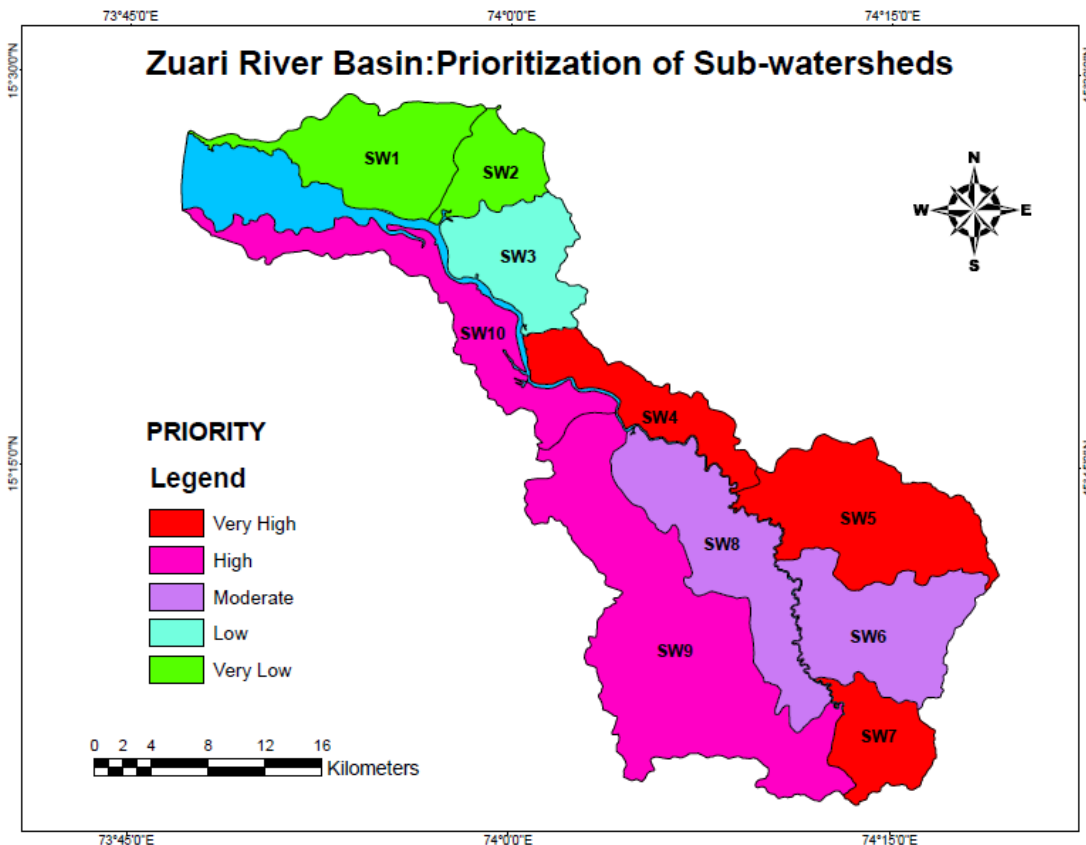 73°45'0"E 74°0'0"E 74°15'0"E
Zuari River Basin:Prioritization of Sub-watersheds
15°30'0"N
SW1
SW2
N
W E
S
SW3
SW10
SW4
PRIORITY
15°15'0"N
Legend
Very High
SW5
High
SW8
Moderate
Low
SW6
SW9
Very Low
SW7
0 2 4 8 12 16
Kilometers
73°45'0"E 74°0'0"E 74°15'0"E